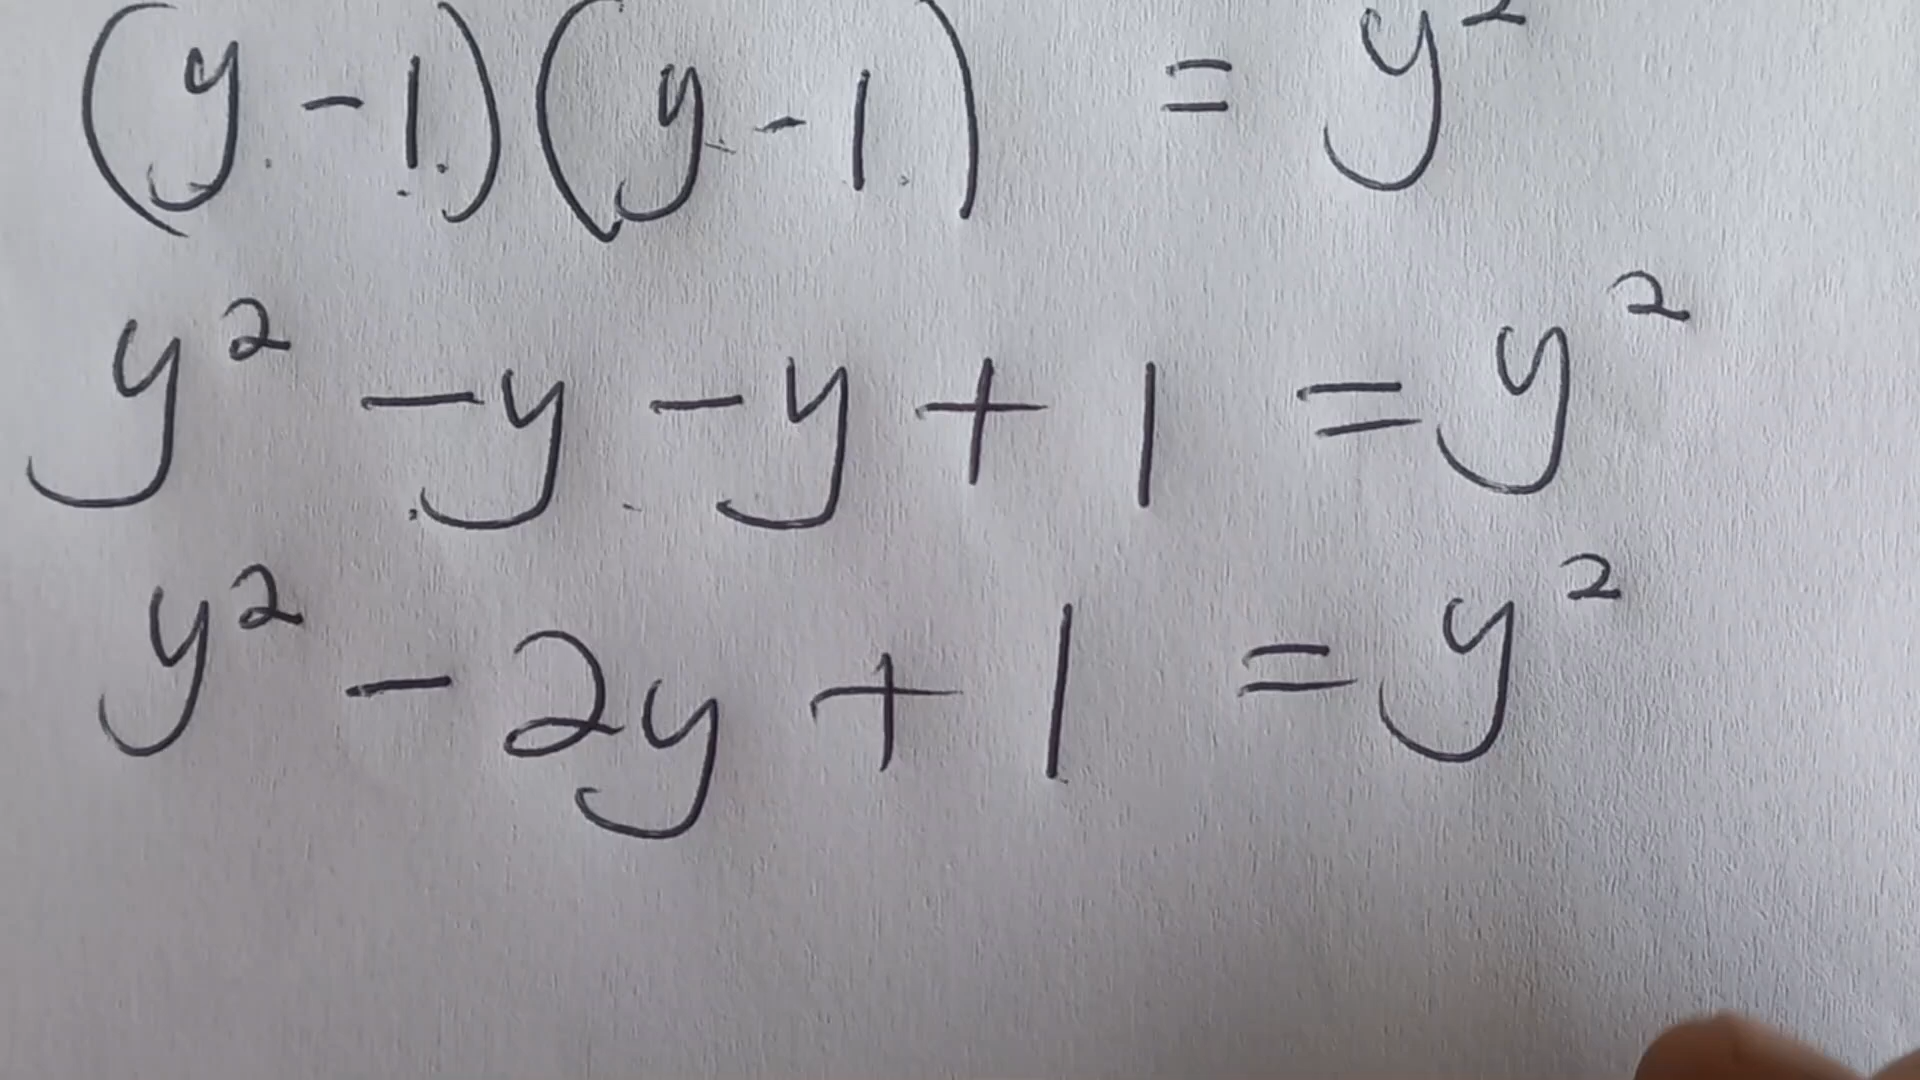 (y - 1)(y - 1) = y²
y² - y - y + 1 = y²
y² - 2y + 1 = y²